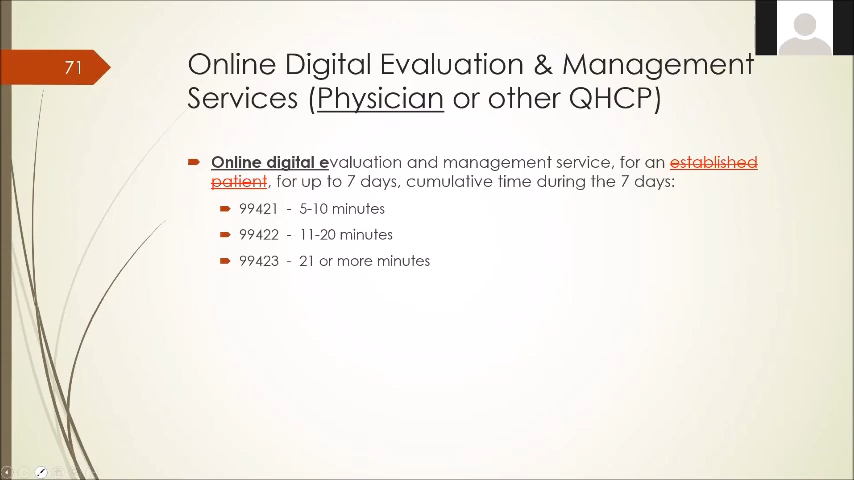 71
Online Digital Evaluation & Management
Services (Physician or other QHCP)
Online digital evaluation and management service, for an established
patient, for up to 7 days, cumulative time during the 7 days:
99421 - 5-10 minutes
99422 - 11-20 minutes
99423 - 21 or more minutes